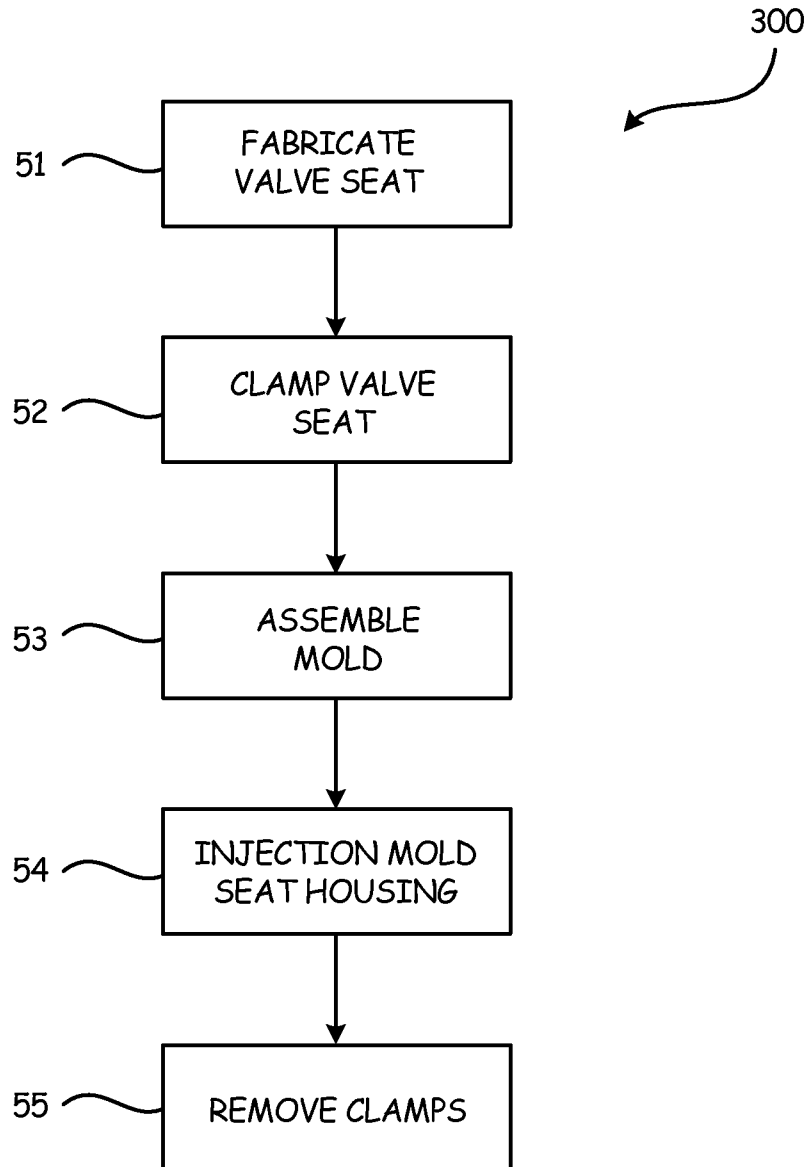 300
51
FABRICATE
VALVE SEAT
52
CLAMP VALVE
SEAT
53
ASSEMBLE
MOLD
54
INJECTION MOLD
SEAT HOUSING
55
REMOVE CLAMPS